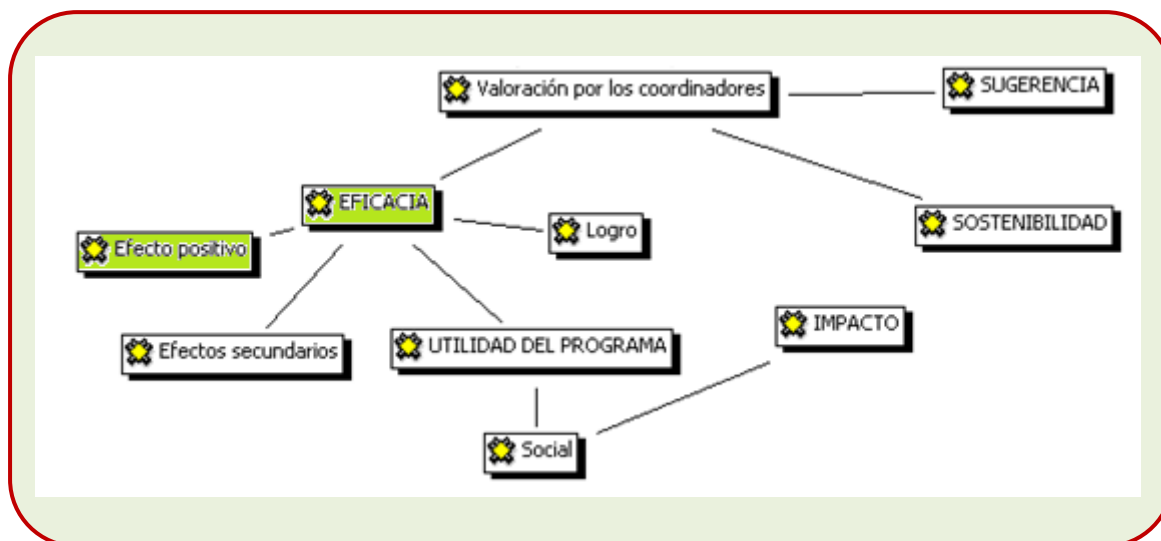 Valoración por los coordinadores
SUGERENCIA
EFICACIA
Logro
SOSTENIBILIDAD
Efecto positivo
IMPACTO
Efectos secundarios
UTILIDAD DEL PROGRAMA
Social